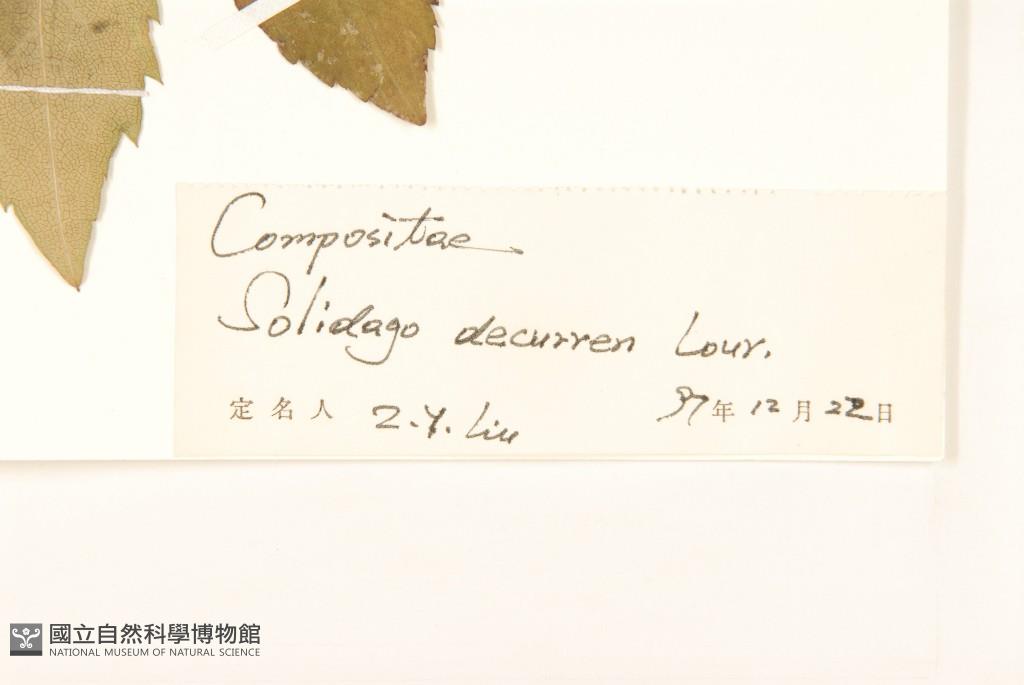 Compositae
Solidago decurren Lour.
定名人 Z.Y. Liu 97年12月22日
國立自然科學博物館
NATIONAL MUSEUM OF NATURAL SCIENCE